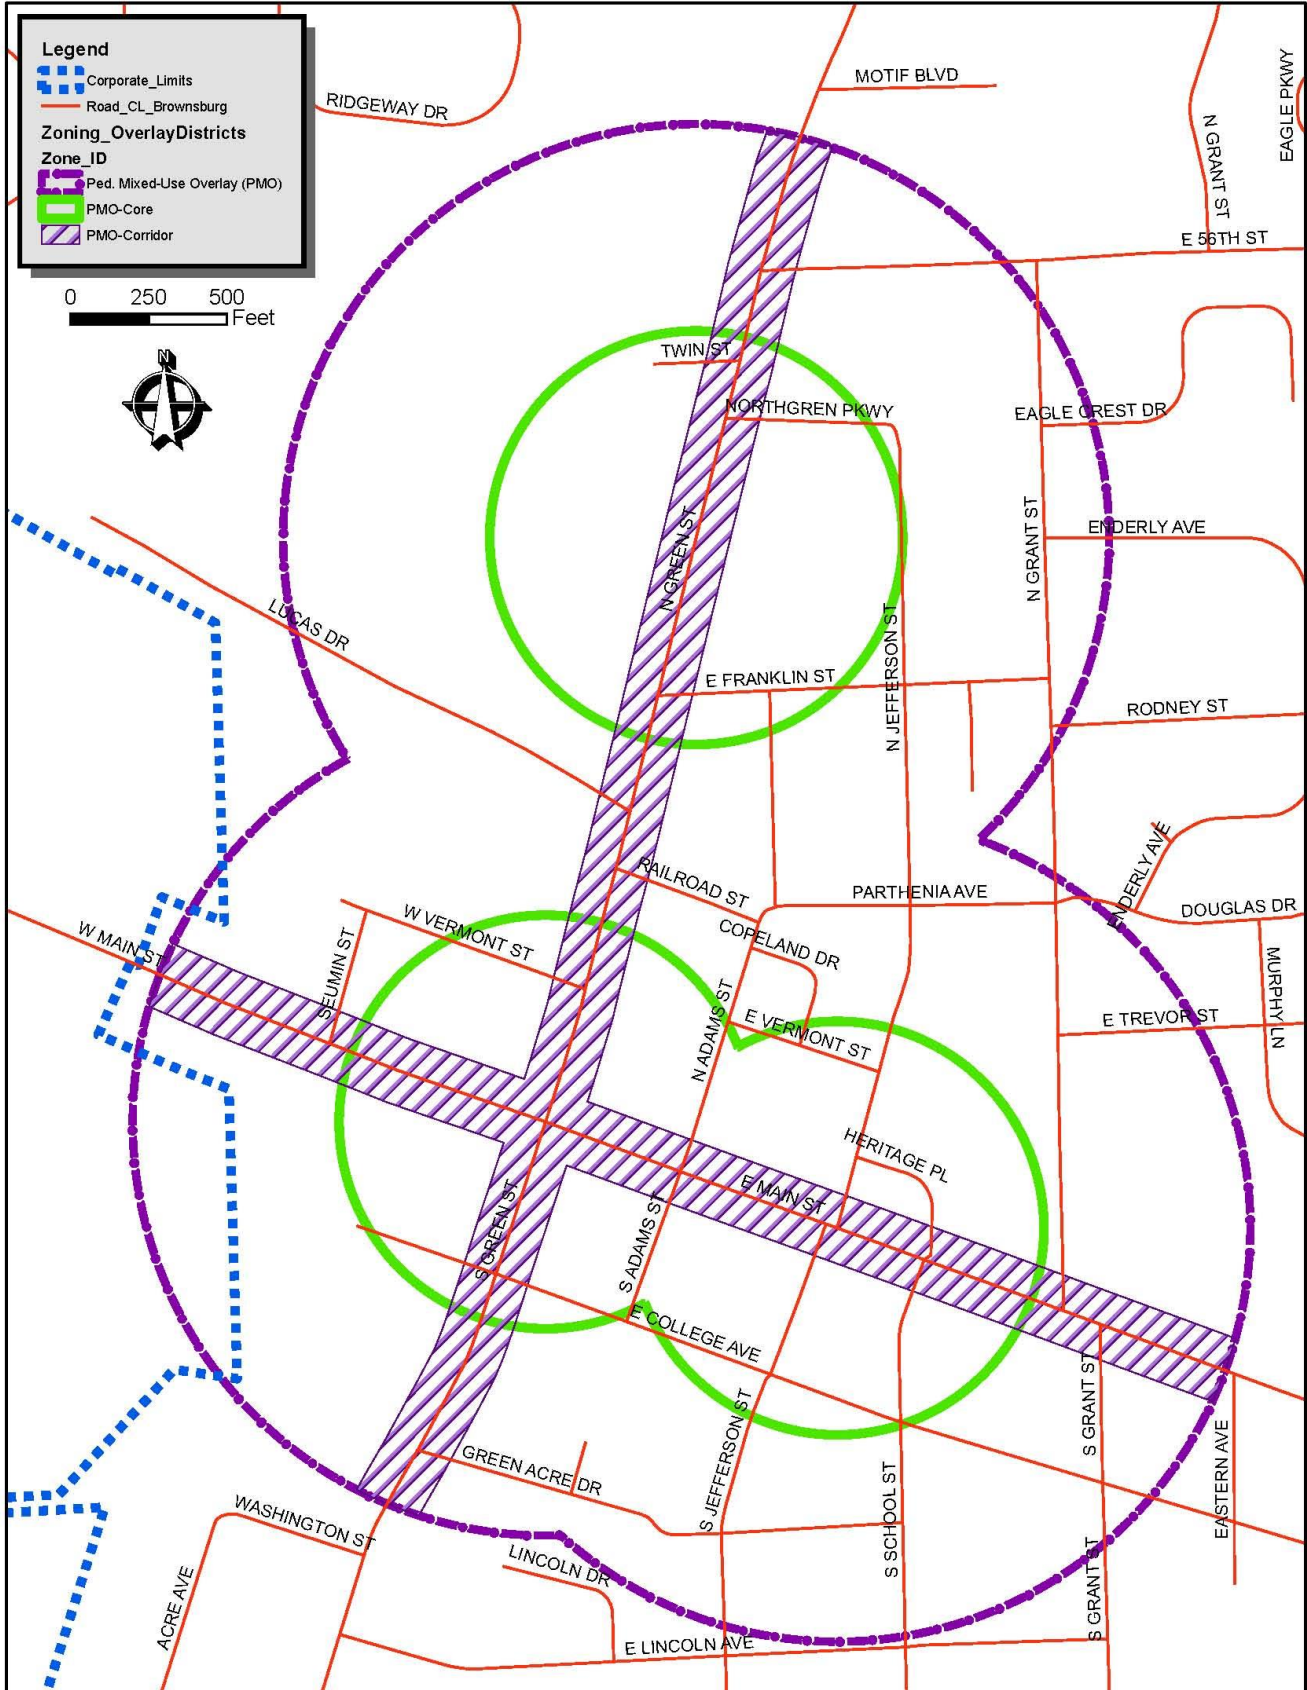 Legend
Corporate_Limits
Road_CL_Brownsburg
Zoning_OverlayDistricts
Zone_ID
Ped. Mixed-Use Overlay (PMO)
PMO-Core
PMO-Corridor
0 250 500
Feet
N
RIDGEWAY DR
MOTIF BLVD
N GRANT ST
EAGLE PKWY
E 56TH ST
TWIN ST
NORTHGREN PKWY
EAGLE CREST DR
N GREEN ST
N GRANT ST
ENDERLY AVE
LUCAS DR
N JEFFERSON ST
E FRANKLIN ST
RODNEY ST
RAILROAD ST
PARTHENIA AVE
ENDERLY AVE
DOUGLAS DR
W MAIN ST
W VERMONT ST
SEUMIN ST
COPELAND DR
N ADAMS ST
E VERMONT ST
E TREVOR ST
MURPHY LN
HERITAGE PL
E MAIN ST
S GREEN ST
S ADAMS ST
E COLLEGE AVE
S GRANT ST
S JEFFERSON ST
GREEN ACRE DR
S SCHOOL ST
EASTERN AVE
WASHINGTON ST
LINCOLN DR
ACRE AVE
S GRANT ST
E LINCOLN AVE